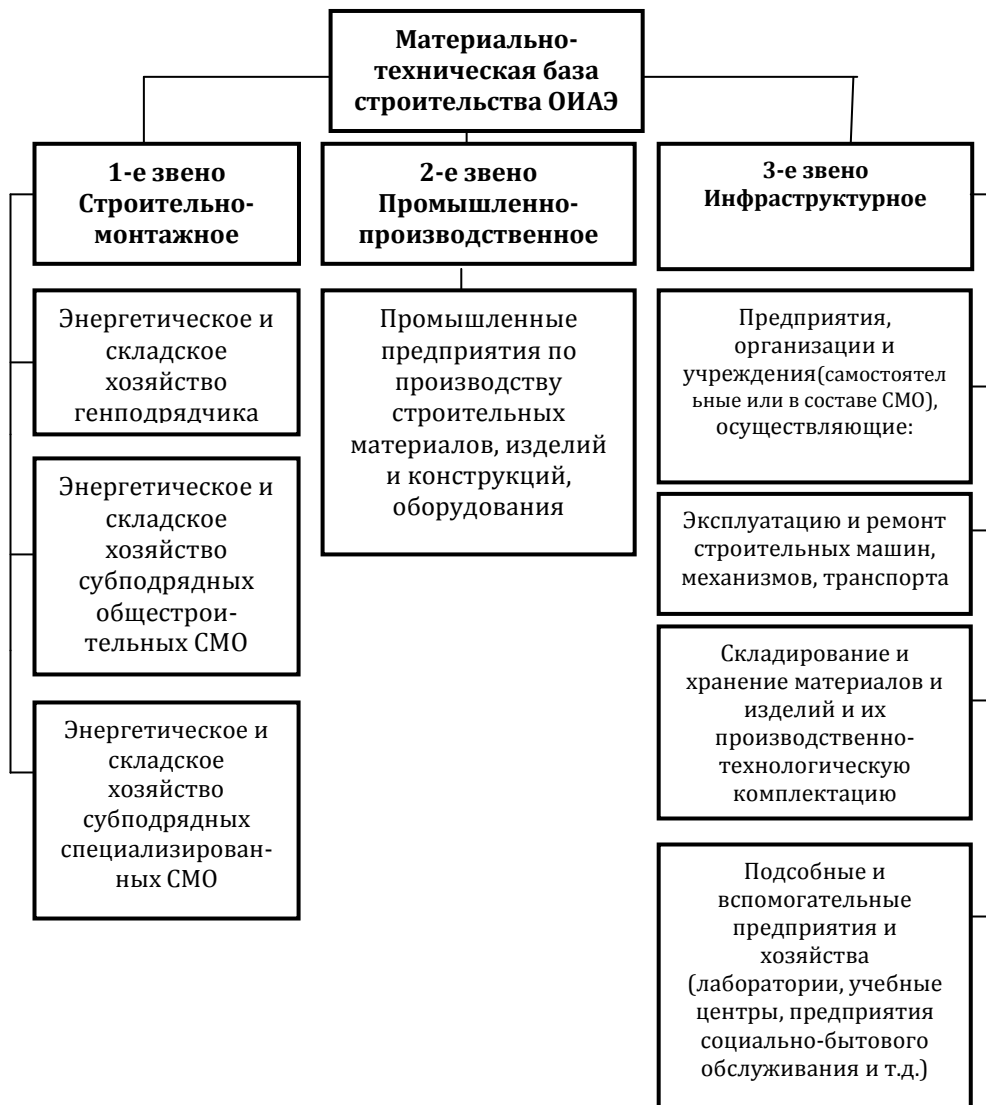 Материально-
техническая база
строительства ОИАЭ
1-е звено
Строительно-
монтажное
2-е звено
Промышленно-
производственное
3-е звено
Инфраструктурное
Энергетическое и
складское
хозяйство
генподрядчика
Энергетическое и
складское
хозяйство
субподрядных
общестрои-
тельных СМО
Энергетическое и
складское
хозяйство
субподрядных
специализирован-
ных СМО
Промышленные
предприятия по
производству
строительных
материалов, изделий
и конструкций,
оборудования
Предприятия,
организации и
учреждения(самостоятел
ьные или в составе СМО),
осуществляющие:
Эксплуатацию и ремонт
строительных машин,
механизмов, транспорта
Складирование и
хранение материалов и
изделий и их
производственно-
технологическую
комплектацию
Подсобные и
вспомогательные
предприятия и
хозяйства
(лаборатории, учебные
центры, предприятия
социально-бытового
обслуживания и т.д.)